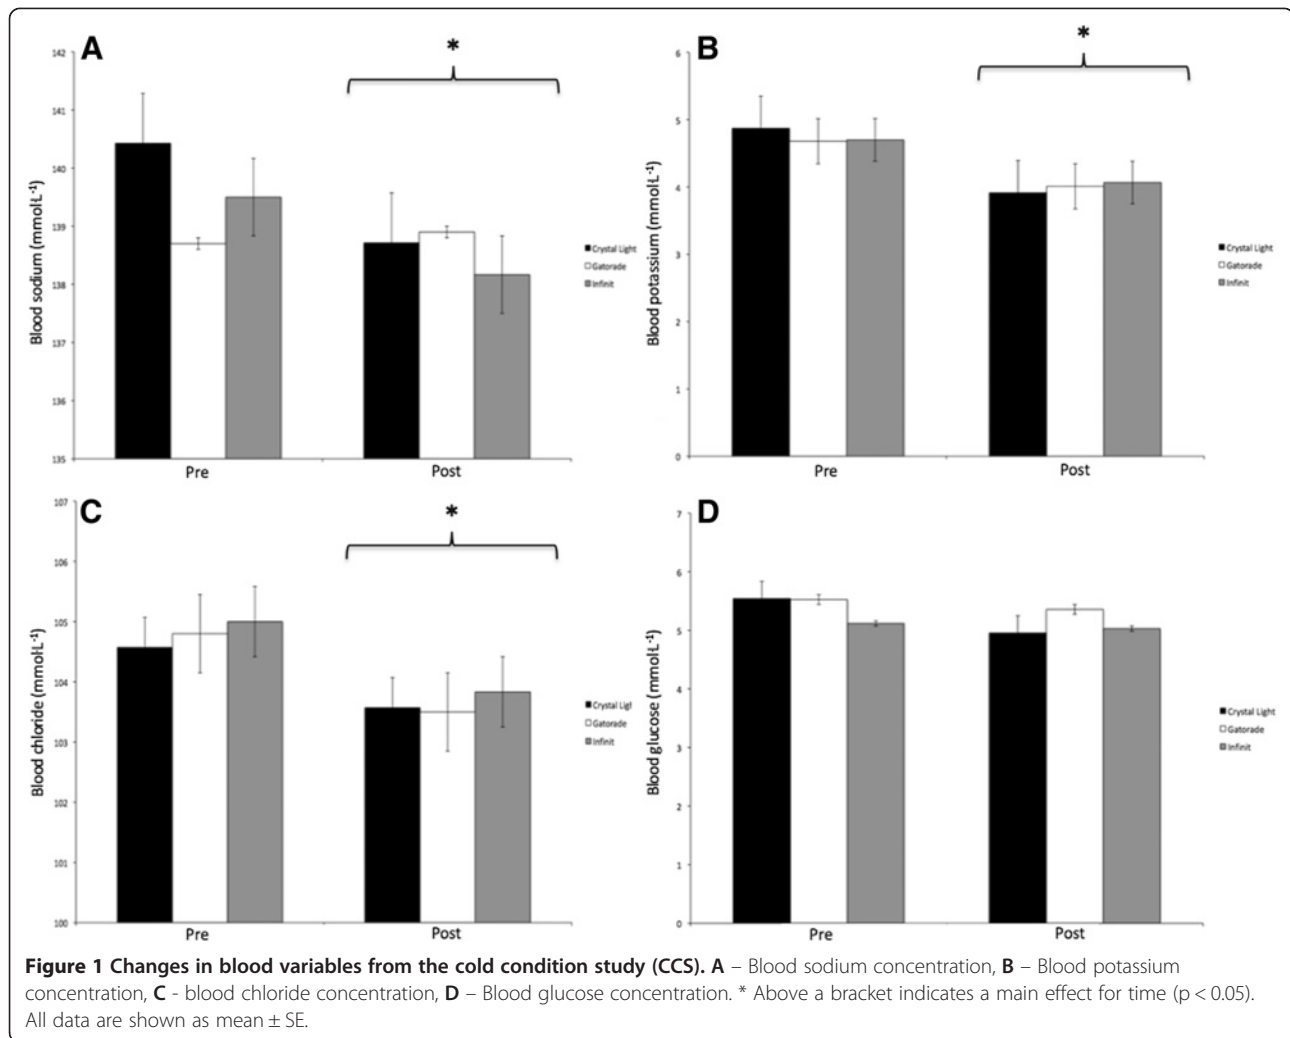 A
*
142
141
140
139
138
137
136
135
Blood sodium (mmol·L⁻¹)
Crystal Light
Gatorade
Infinit
Pre
Post
B
*
6
5
4
3
2
1
0
Blood potassium (mmol·L⁻¹)
Crystal Light
Gatorade
Infinit
Pre
Post
C
*
107
106
105
104
103
102
101
100
Blood chloride (mmol·L⁻¹)
Crystal Ligh
Gatorade
Infinit
Pre
Post
D
7
6
5
4
3
2
1
0
Blood glucose (mmol·L⁻¹)
Crystal Light
Gatorade
Infinit
Pre
Post
Figure 1 Changes in blood variables from the cold condition study (CCS). A – Blood sodium concentration, B – Blood potassium
concentration, C - blood chloride concentration, D – Blood glucose concentration. * Above a bracket indicates a main effect for time (p < 0.05).
All data are shown as mean ± SE.